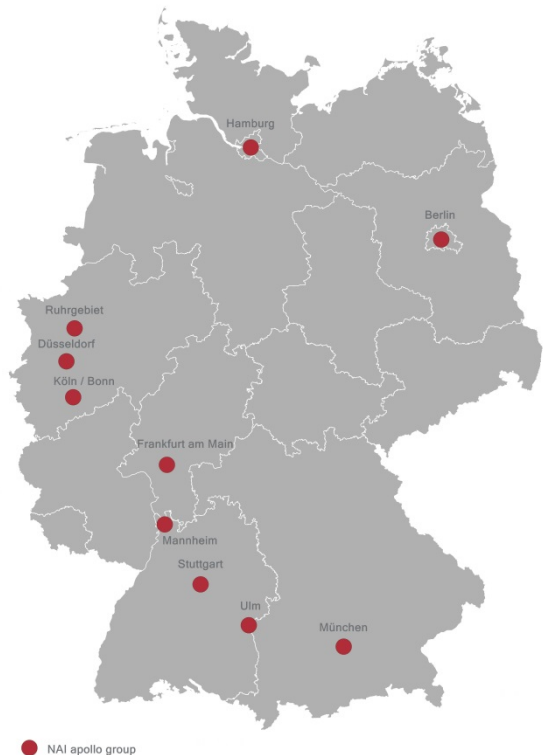 Hamburg
Berlin
Ruhrgebiet
Düsseldorf
Köln / Bonn
Frankfurt am Main
Mannheim
Stuttgart
Ulm
München
NAI apollo group